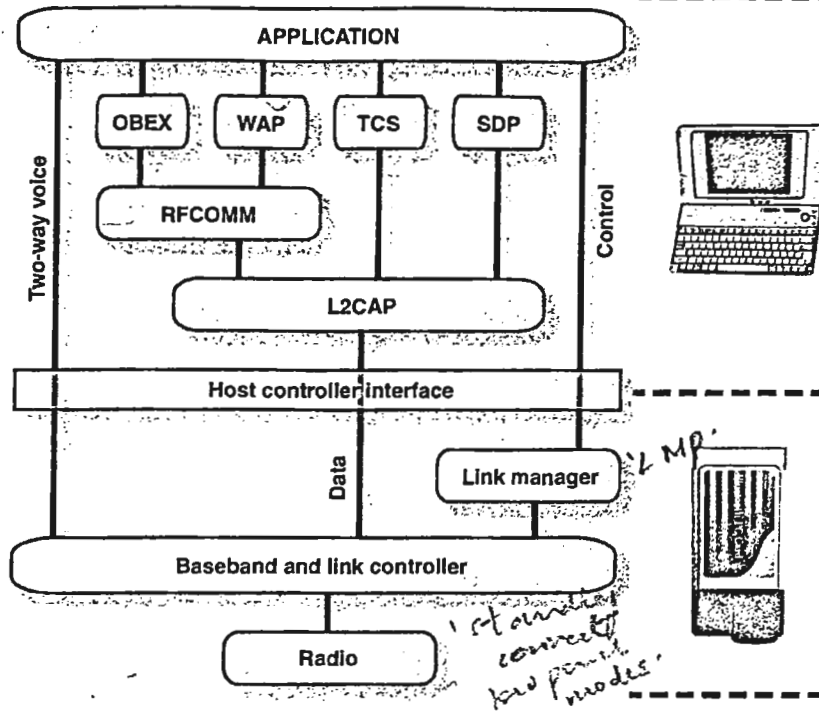 APPLICATION
OBEX
WAP
TCS
SDP
RFCOMM
Two-way voice
Control
L2CAP
Host controller interface
Data
Link manager
'LMP'
Baseband and link controller
Radio
modes'